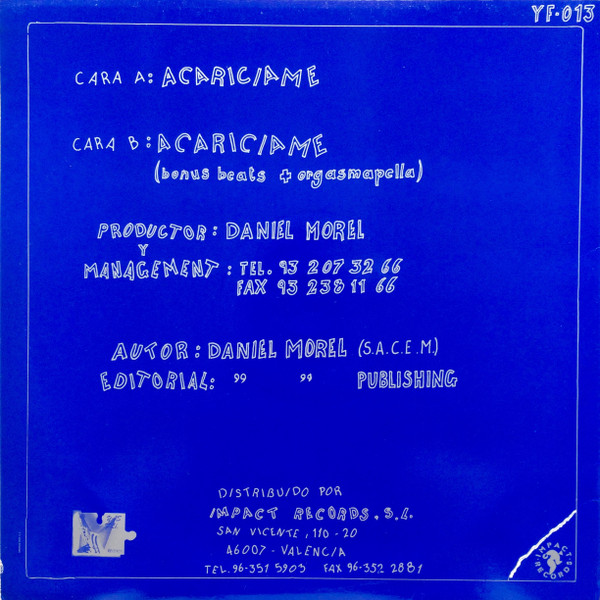 YF-013
CARA A: ACARICIAME
CARA B: ACARICIAME
(bonus beats + orgasmapella)
PRODUCTOR: DANIEL MOREL
Y
MANAGEMENT: TEL. 93 207 32 66
FAX 93 238 11 66
AUTOR: DANIEL MOREL (S.A.C.E.M.)
EDITORIAL: " " PUBLISHING
DISTRIBUIDO POR
IMPACT RECORDS, S.L.
SAN VICENTE, 110-20
46007-VALENCIA
TEL. 96-351 5903 FAX 96-352 2881
IMPACT
RECORDS